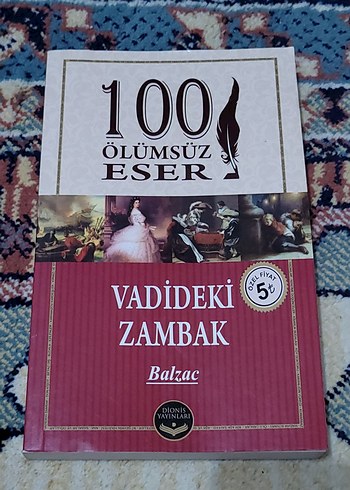 100
ÖLÜMSÜZ
ESER
VADİDEKİ
ZAMBAK
ÖZEL FİYAT
5₺
Balzac
DİONİS
YAYINLARI